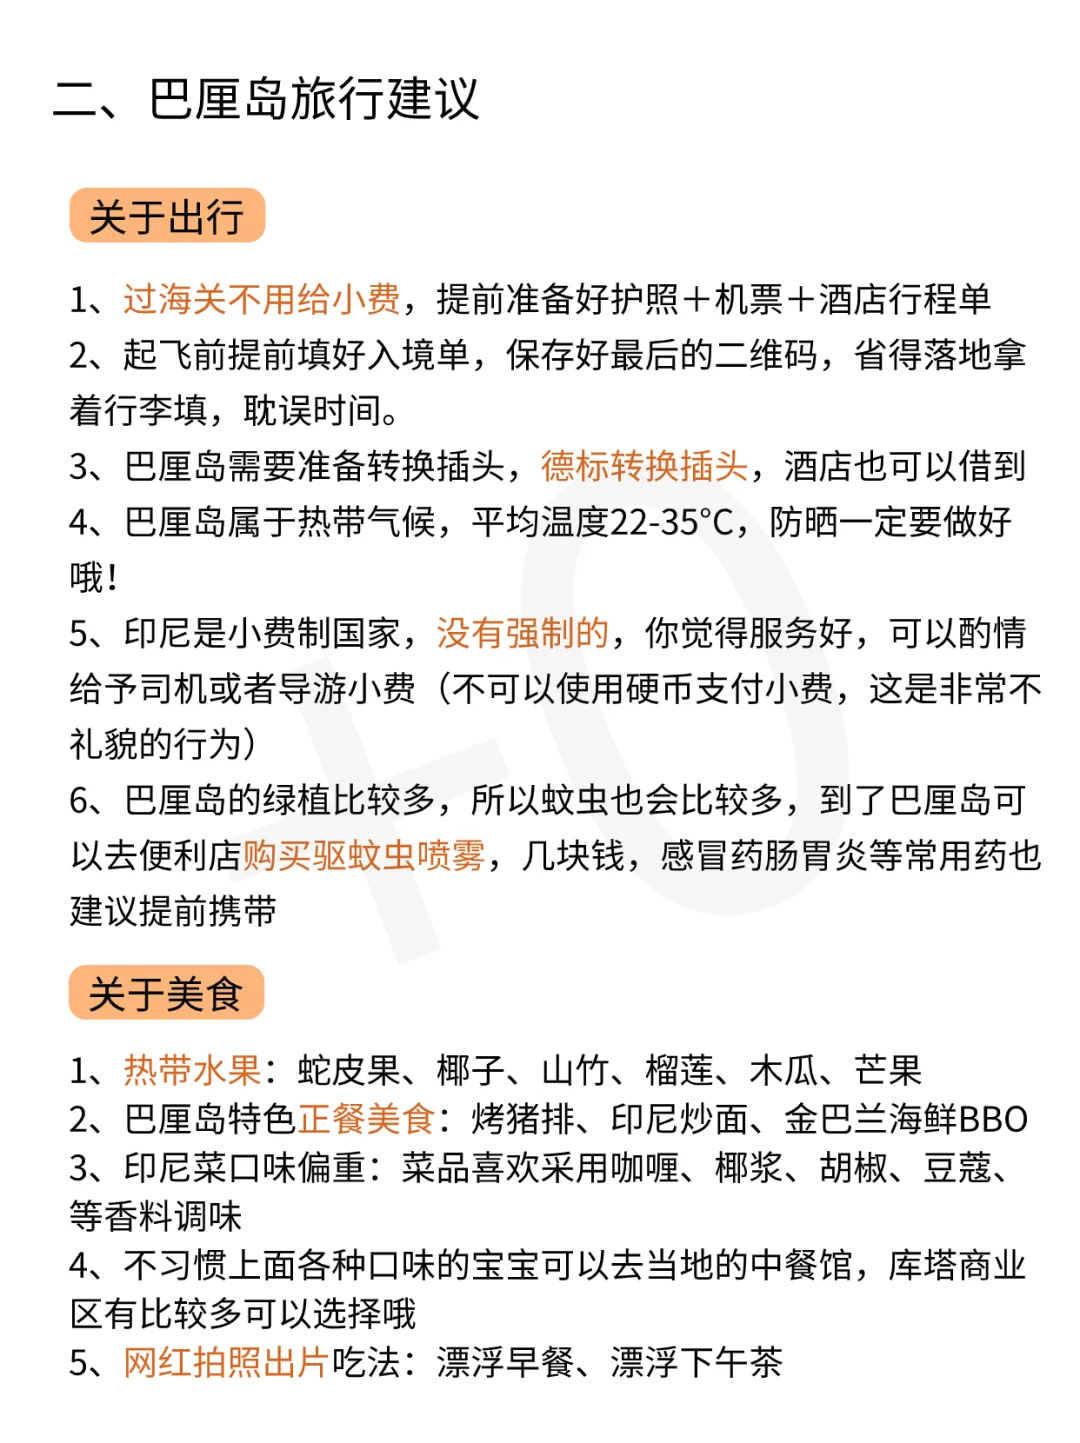 二、巴厘岛旅行建议
关于出行
1、过海关不用给小费，提前准备好护照＋机票＋酒店行程单
2、起飞前提前填好入境单，保存好最后的二维码，省得落地拿
着行李填，耽误时间。
3、巴厘岛需要准备转换插头，德标转换插头，酒店也可以借到
4、巴厘岛属于热带气候，平均温度22-35℃，防晒一定要做好
哦！
5、印尼是小费制国家，没有强制的，你觉得服务好，可以酌情
给予司机或者导游小费（不可以使用硬币支付小费，这是非常不
礼貌的行为）
6、巴厘岛的绿植比较多，所以蚊虫也会比较多，到了巴厘岛可
以去便利店购买驱蚊虫喷雾，几块钱，感冒药肠胃炎等常用药也
建议提前携带
关于美食
1、热带水果：蛇皮果、椰子、山竹、榴莲、木瓜、芒果
2、巴厘岛特色正餐美食：烤猪排、印尼炒面、金巴兰海鲜BBO
3、印尼菜口味偏重：菜品喜欢采用咖喱、椰浆、胡椒、豆蔻、
等香料调味
4、不习惯上面各种口味的宝宝可以去当地的中餐馆，库塔商业
区有比较多可以选择哦
5、网红拍照出片吃法：漂浮早餐、漂浮下午茶